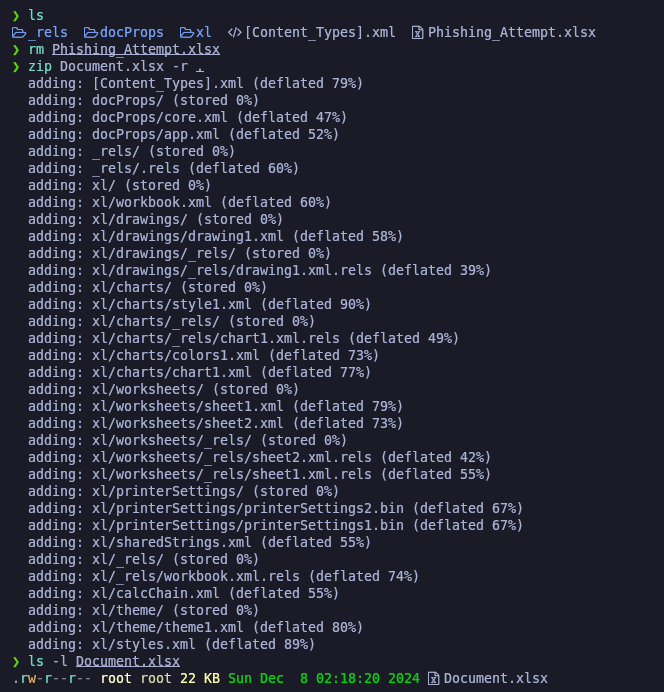 ❯ ls
_rels docProps xl [Content_Types].xml Phishing_Attempt.xlsx
❯ rm Phishing_Attempt.xlsx
❯ zip Document.xlsx -r .
adding: [Content_Types].xml (deflated 79%)
adding: docProps/ (stored 0%)
adding: docProps/core.xml (deflated 47%)
adding: docProps/app.xml (deflated 52%)
adding: _rels/ (stored 0%)
adding: _rels/.rels (deflated 60%)
adding: xl/ (stored 0%)
adding: xl/workbook.xml (deflated 60%)
adding: xl/drawings/ (stored 0%)
adding: xl/drawings/drawing1.xml (deflated 58%)
adding: xl/drawings/_rels/ (stored 0%)
adding: xl/drawings/_rels/drawing1.xml.rels (deflated 39%)
adding: xl/charts/ (stored 0%)
adding: xl/charts/style1.xml (deflated 90%)
adding: xl/charts/_rels/ (stored 0%)
adding: xl/charts/_rels/chart1.xml.rels (deflated 49%)
adding: xl/charts/colors1.xml (deflated 73%)
adding: xl/charts/chart1.xml (deflated 77%)
adding: xl/worksheets/ (stored 0%)
adding: xl/worksheets/sheet1.xml (deflated 79%)
adding: xl/worksheets/sheet2.xml (deflated 73%)
adding: xl/worksheets/_rels/ (stored 0%)
adding: xl/worksheets/_rels/sheet2.xml.rels (deflated 42%)
adding: xl/worksheets/_rels/sheet1.xml.rels (deflated 55%)
adding: xl/printerSettings/ (stored 0%)
adding: xl/printerSettings/printerSettings2.bin (deflated 67%)
adding: xl/printerSettings/printerSettings1.bin (deflated 67%)
adding: xl/sharedStrings.xml (deflated 55%)
adding: xl/_rels/ (stored 0%)
adding: xl/_rels/workbook.xml.rels (deflated 74%)
adding: xl/calcChain.xml (deflated 55%)
adding: xl/theme/ (stored 0%)
adding: xl/theme/theme1.xml (deflated 80%)
adding: xl/styles.xml (deflated 89%)
❯ ls -l Document.xlsx
.rw-r--r-- root root 22 KB Sun Dec  8 02:18:20 2024 Document.xlsx